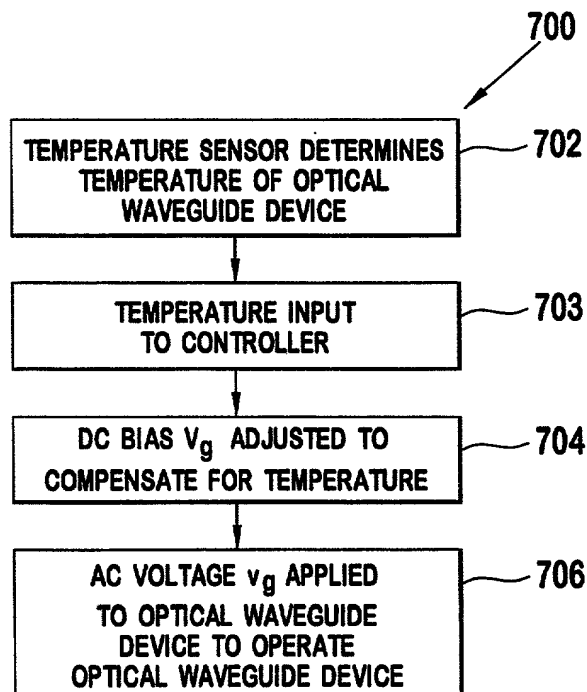 700
TEMPERATURE SENSOR DETERMINES
TEMPERATURE OF OPTICAL
WAVEGUIDE DEVICE
702
TEMPERATURE INPUT
TO CONTROLLER
703
DC BIAS Vg ADJUSTED TO
COMPENSATE FOR TEMPERATURE
704
AC VOLTAGE vg APPLIED
TO OPTICAL WAVEGUIDE
DEVICE TO OPERATE
OPTICAL WAVEGUIDE DEVICE
706